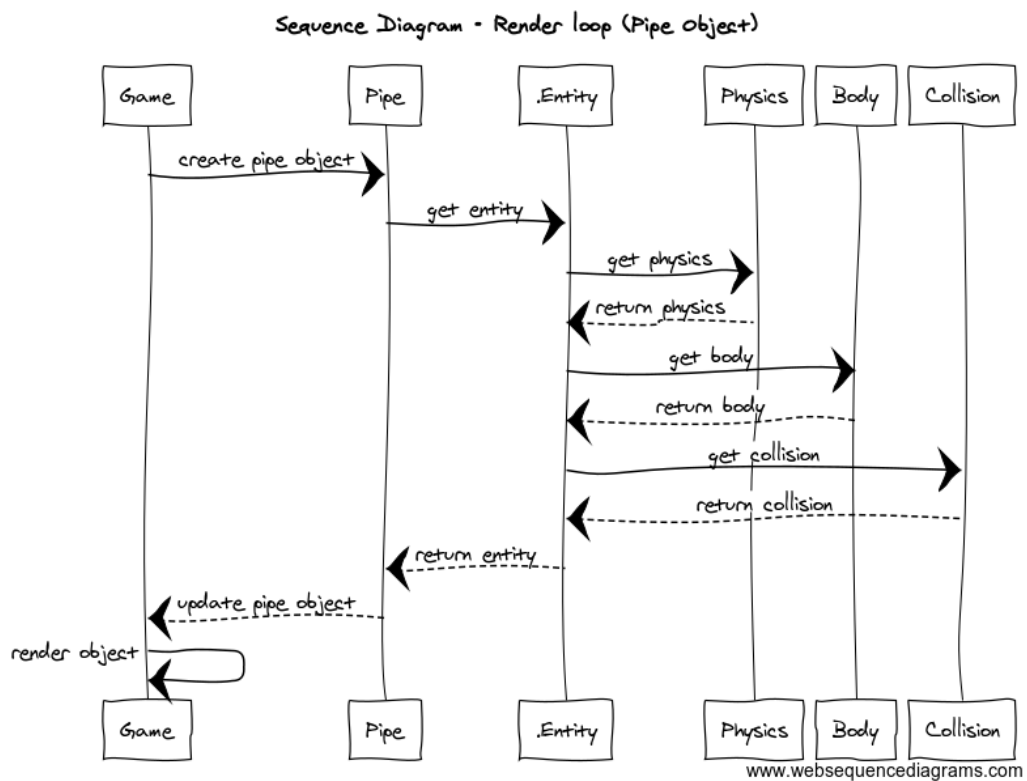 Sequence Diagram - Render loop (Pipe Object)
Game Pipe .Entity Physics Body Collision
create pipe object
get entity
get physics
return physics
get body
return body
get collision
return collision
return entity
update pipe object
render object
Game Pipe .Entity Physics Body Collision
www.websequencediagrams.com